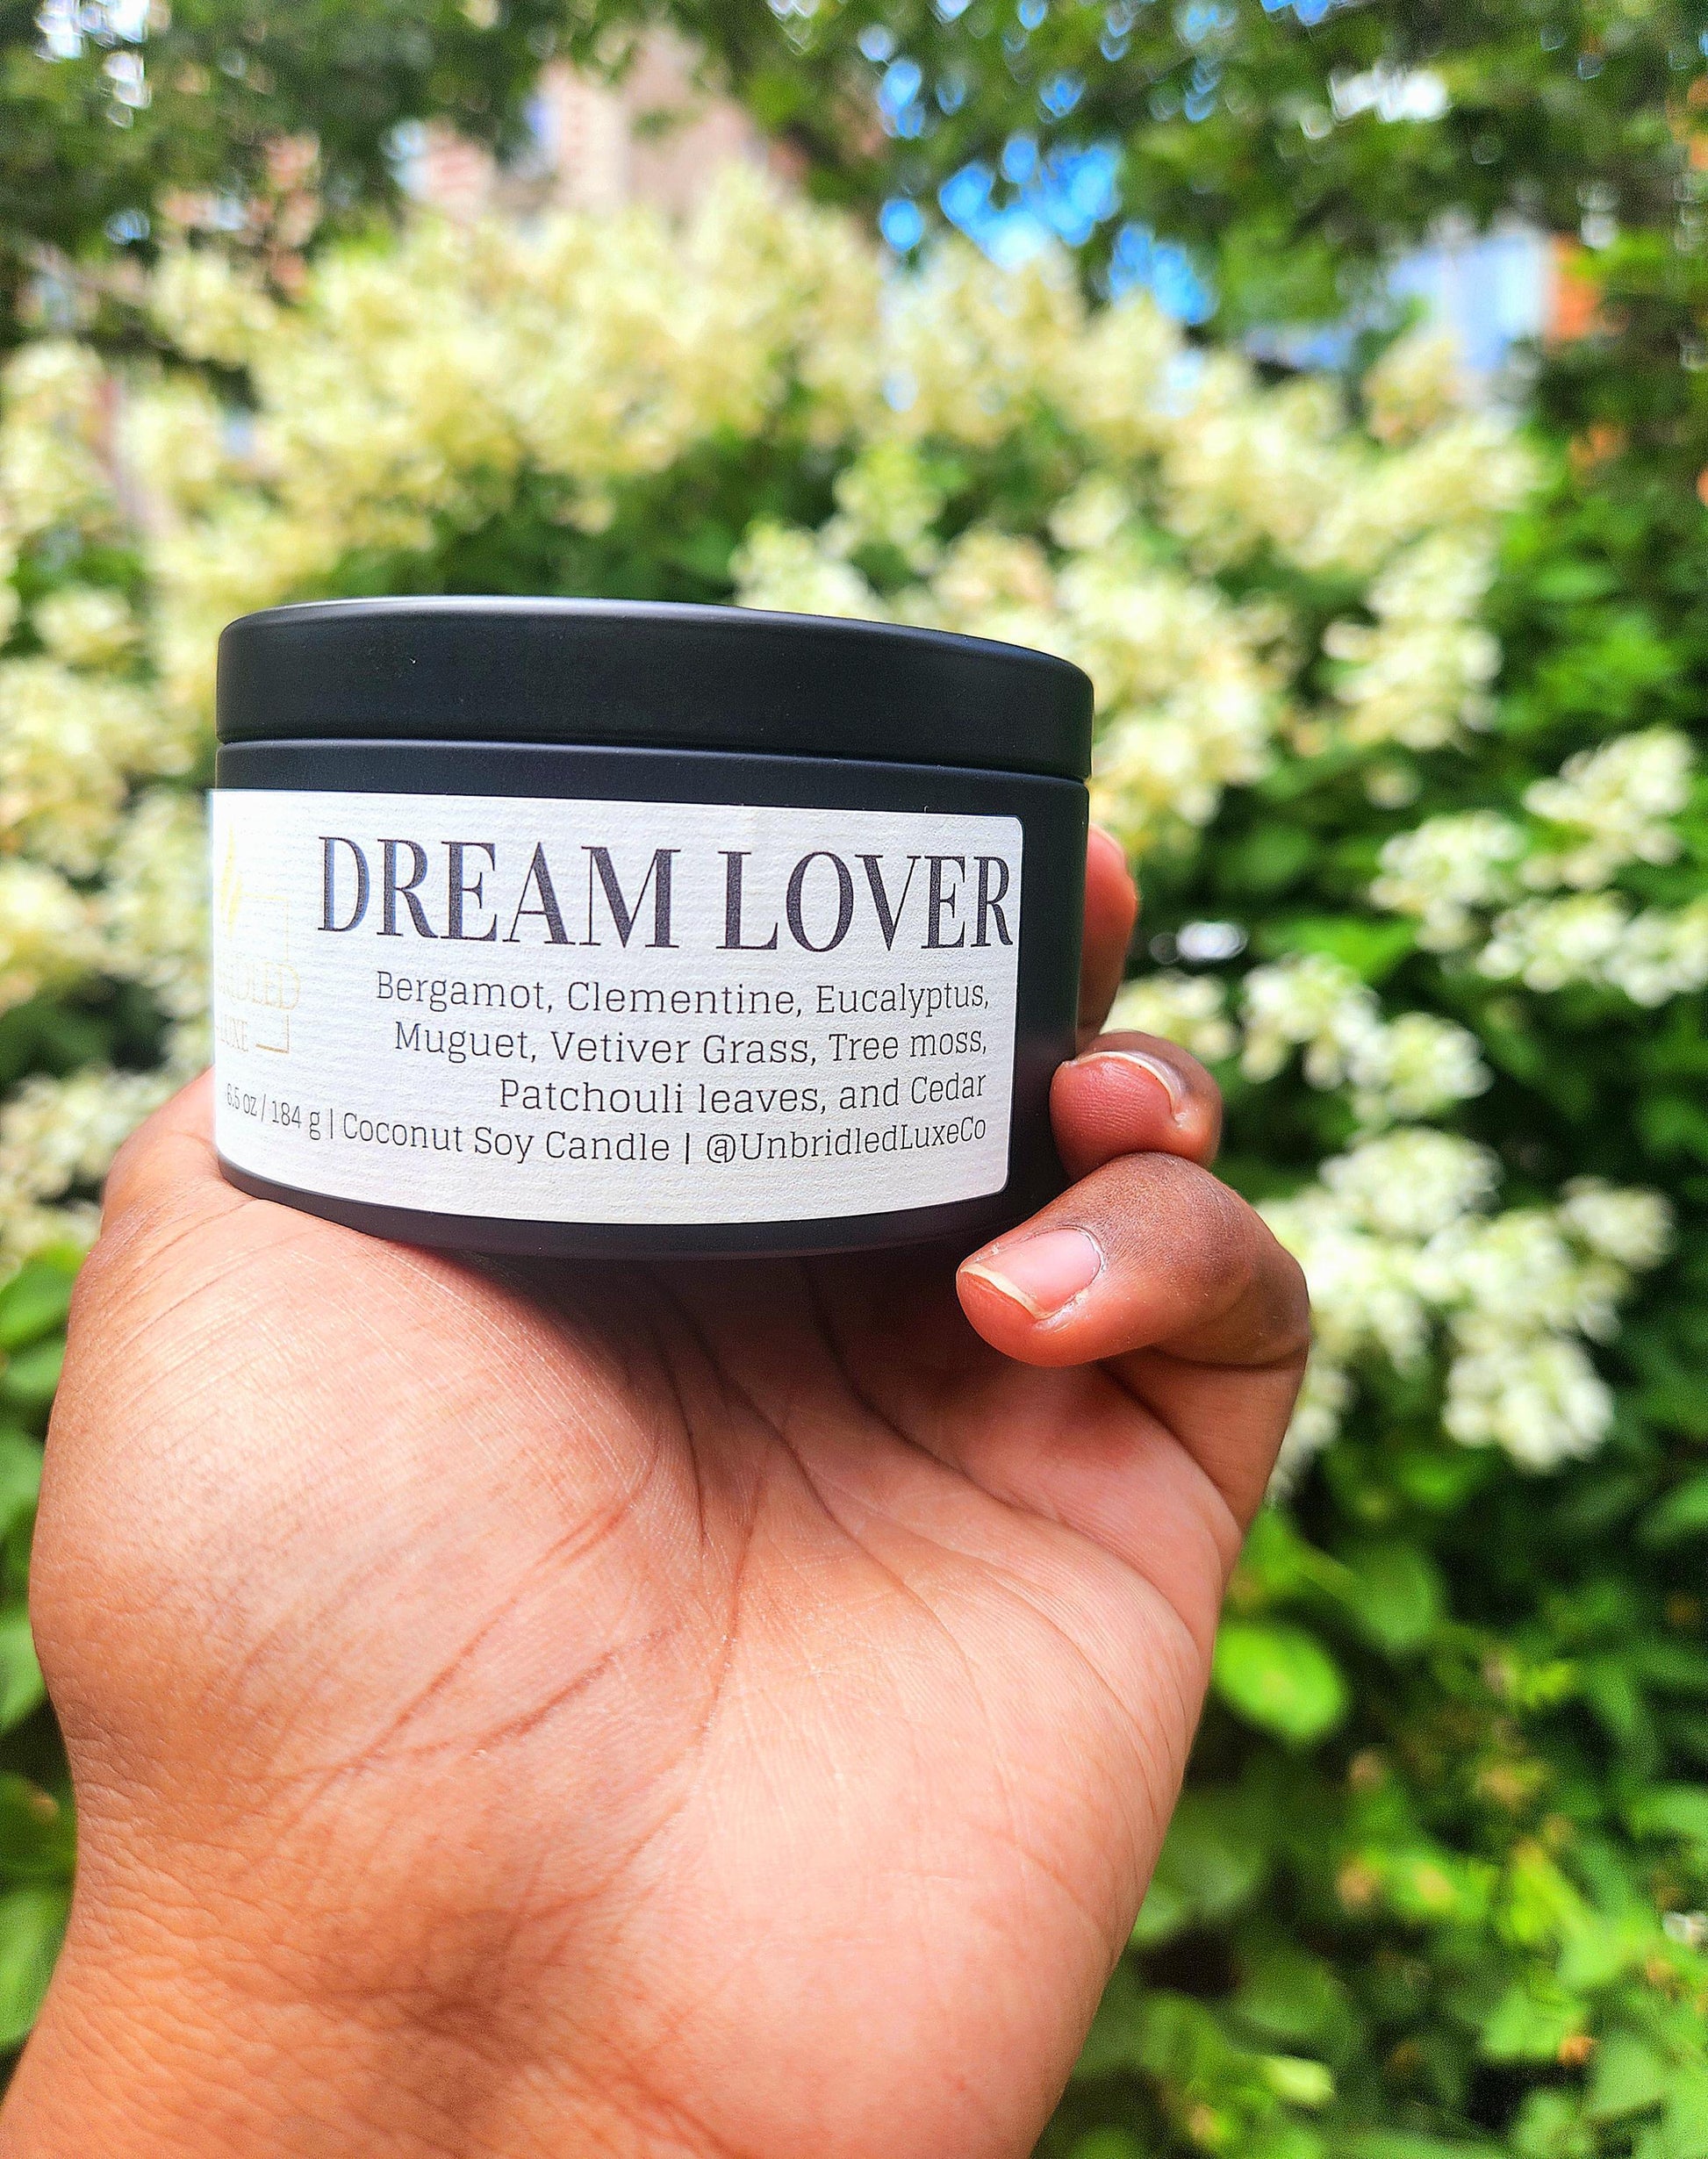 DREAM LOVER
Bergamot, Clementine, Eucalyptus,
Muguet, Vetiver Grass, Tree moss,
Patchouli leaves, and Cedar
6.5 oz / 184 g | Coconut Soy Candle | @UnbridledLuxeCo